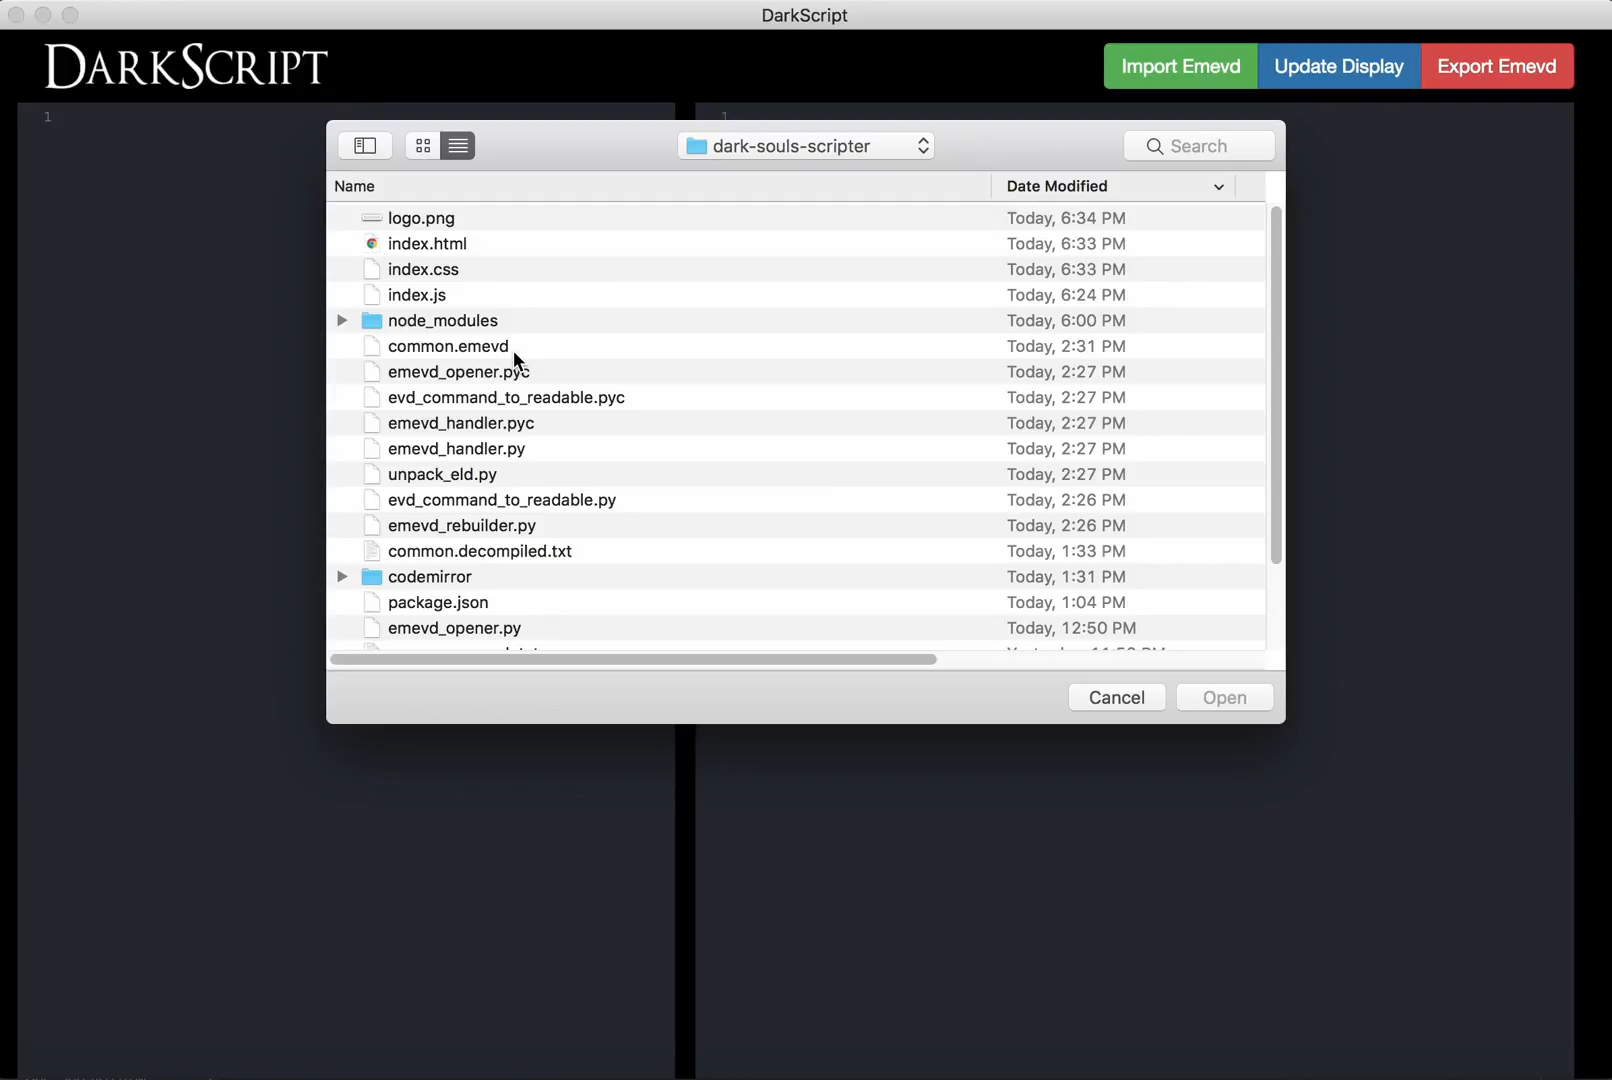 DarkScript
DARKSCRIPT
Import Emevd
Update Display
Export Emevd
1
1
dark-souls-scripter
Search
Name
Date Modified
logo.png Today, 6:34 PM
index.html Today, 6:33 PM
index.css Today, 6:33 PM
index.js Today, 6:24 PM
node_modules Today, 6:00 PM
common.emevd Today, 2:31 PM
emevd_opener.pyc Today, 2:27 PM
evd_command_to_readable.pyc Today, 2:27 PM
emevd_handler.pyc Today, 2:27 PM
emevd_handler.py Today, 2:27 PM
unpack_eld.py Today, 2:27 PM
evd_command_to_readable.py Today, 2:26 PM
emevd_rebuilder.py Today, 2:26 PM
common.decompiled.txt Today, 1:33 PM
codemirror Today, 1:31 PM
package.json Today, 1:04 PM
emevd_opener.py Today, 12:50 PM
Cancel
Open